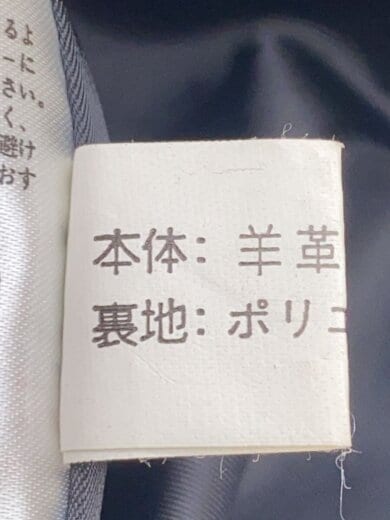 るよ
ーに
さい。
く、
避け
おす
本体: 羊革
裏地: ポリエ